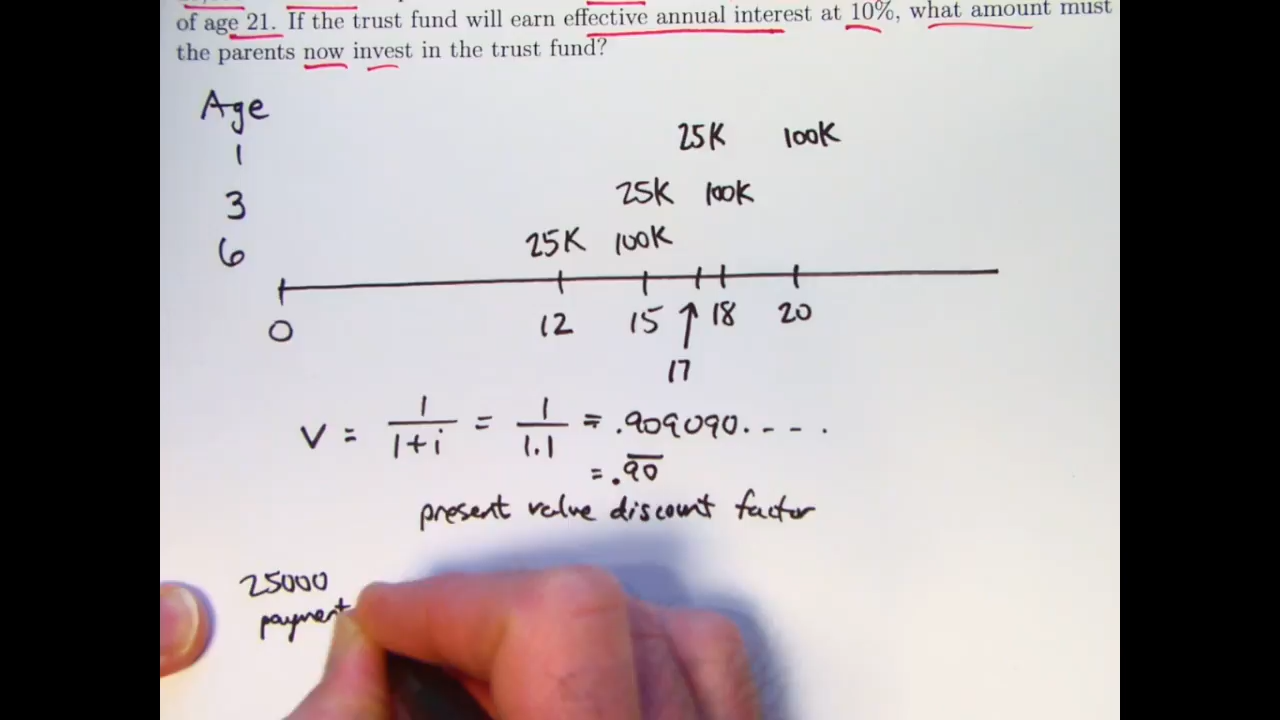 of age 21. If the trust fund will earn effective annual interest at 10%, what amount must
the parents now invest in the trust fund?
Age
25K 100K
1
25K 100K
3
25K 100K
6
0 12 15 18 20
17
V = 1/(1+i) = 1/1.1 = .909090. - - - .
= .9̅0̅
present value discount factor
25000
payment